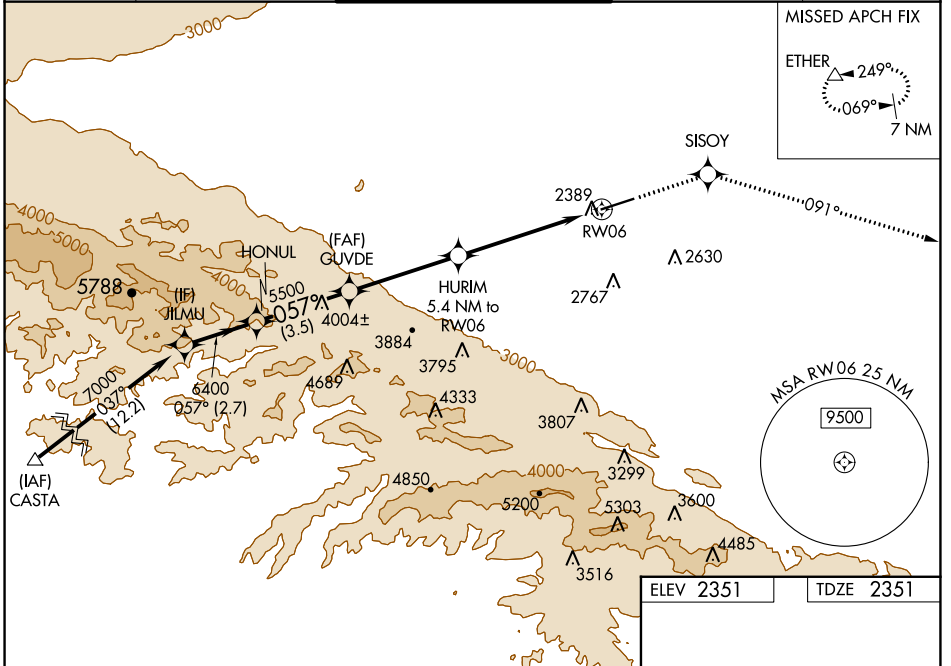 MISSED APCH FIX
ETHER
249°
069°
7 NM
3000
SISOY
091°
2389
RW06
2630
2767
4000
5000
HONUL
(FAF)
GUVDE
5788
4000
(IF)
JILMU
5500
057°
(3.5)
4004±
HURIM
5.4 NM to
RW06
3884
3795
3000
4689
6400
057° (2.7)
7000
037°
(12.2)
4333
3807
(IAF)
CASTA
MSA RW06 25 NM
9500
4850
4000
3299
5200
5303
3600
3516
4485
ELEV 2351
TDZE 2351